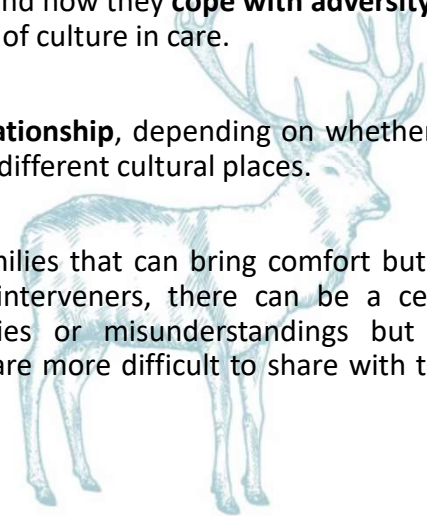 nd how they cope with adversity
of culture in care.
ationship, depending on whether
different cultural places.
nilies that can bring comfort but
interveners, there can be a ce
ies or misunderstandings but
are more difficult to share with t